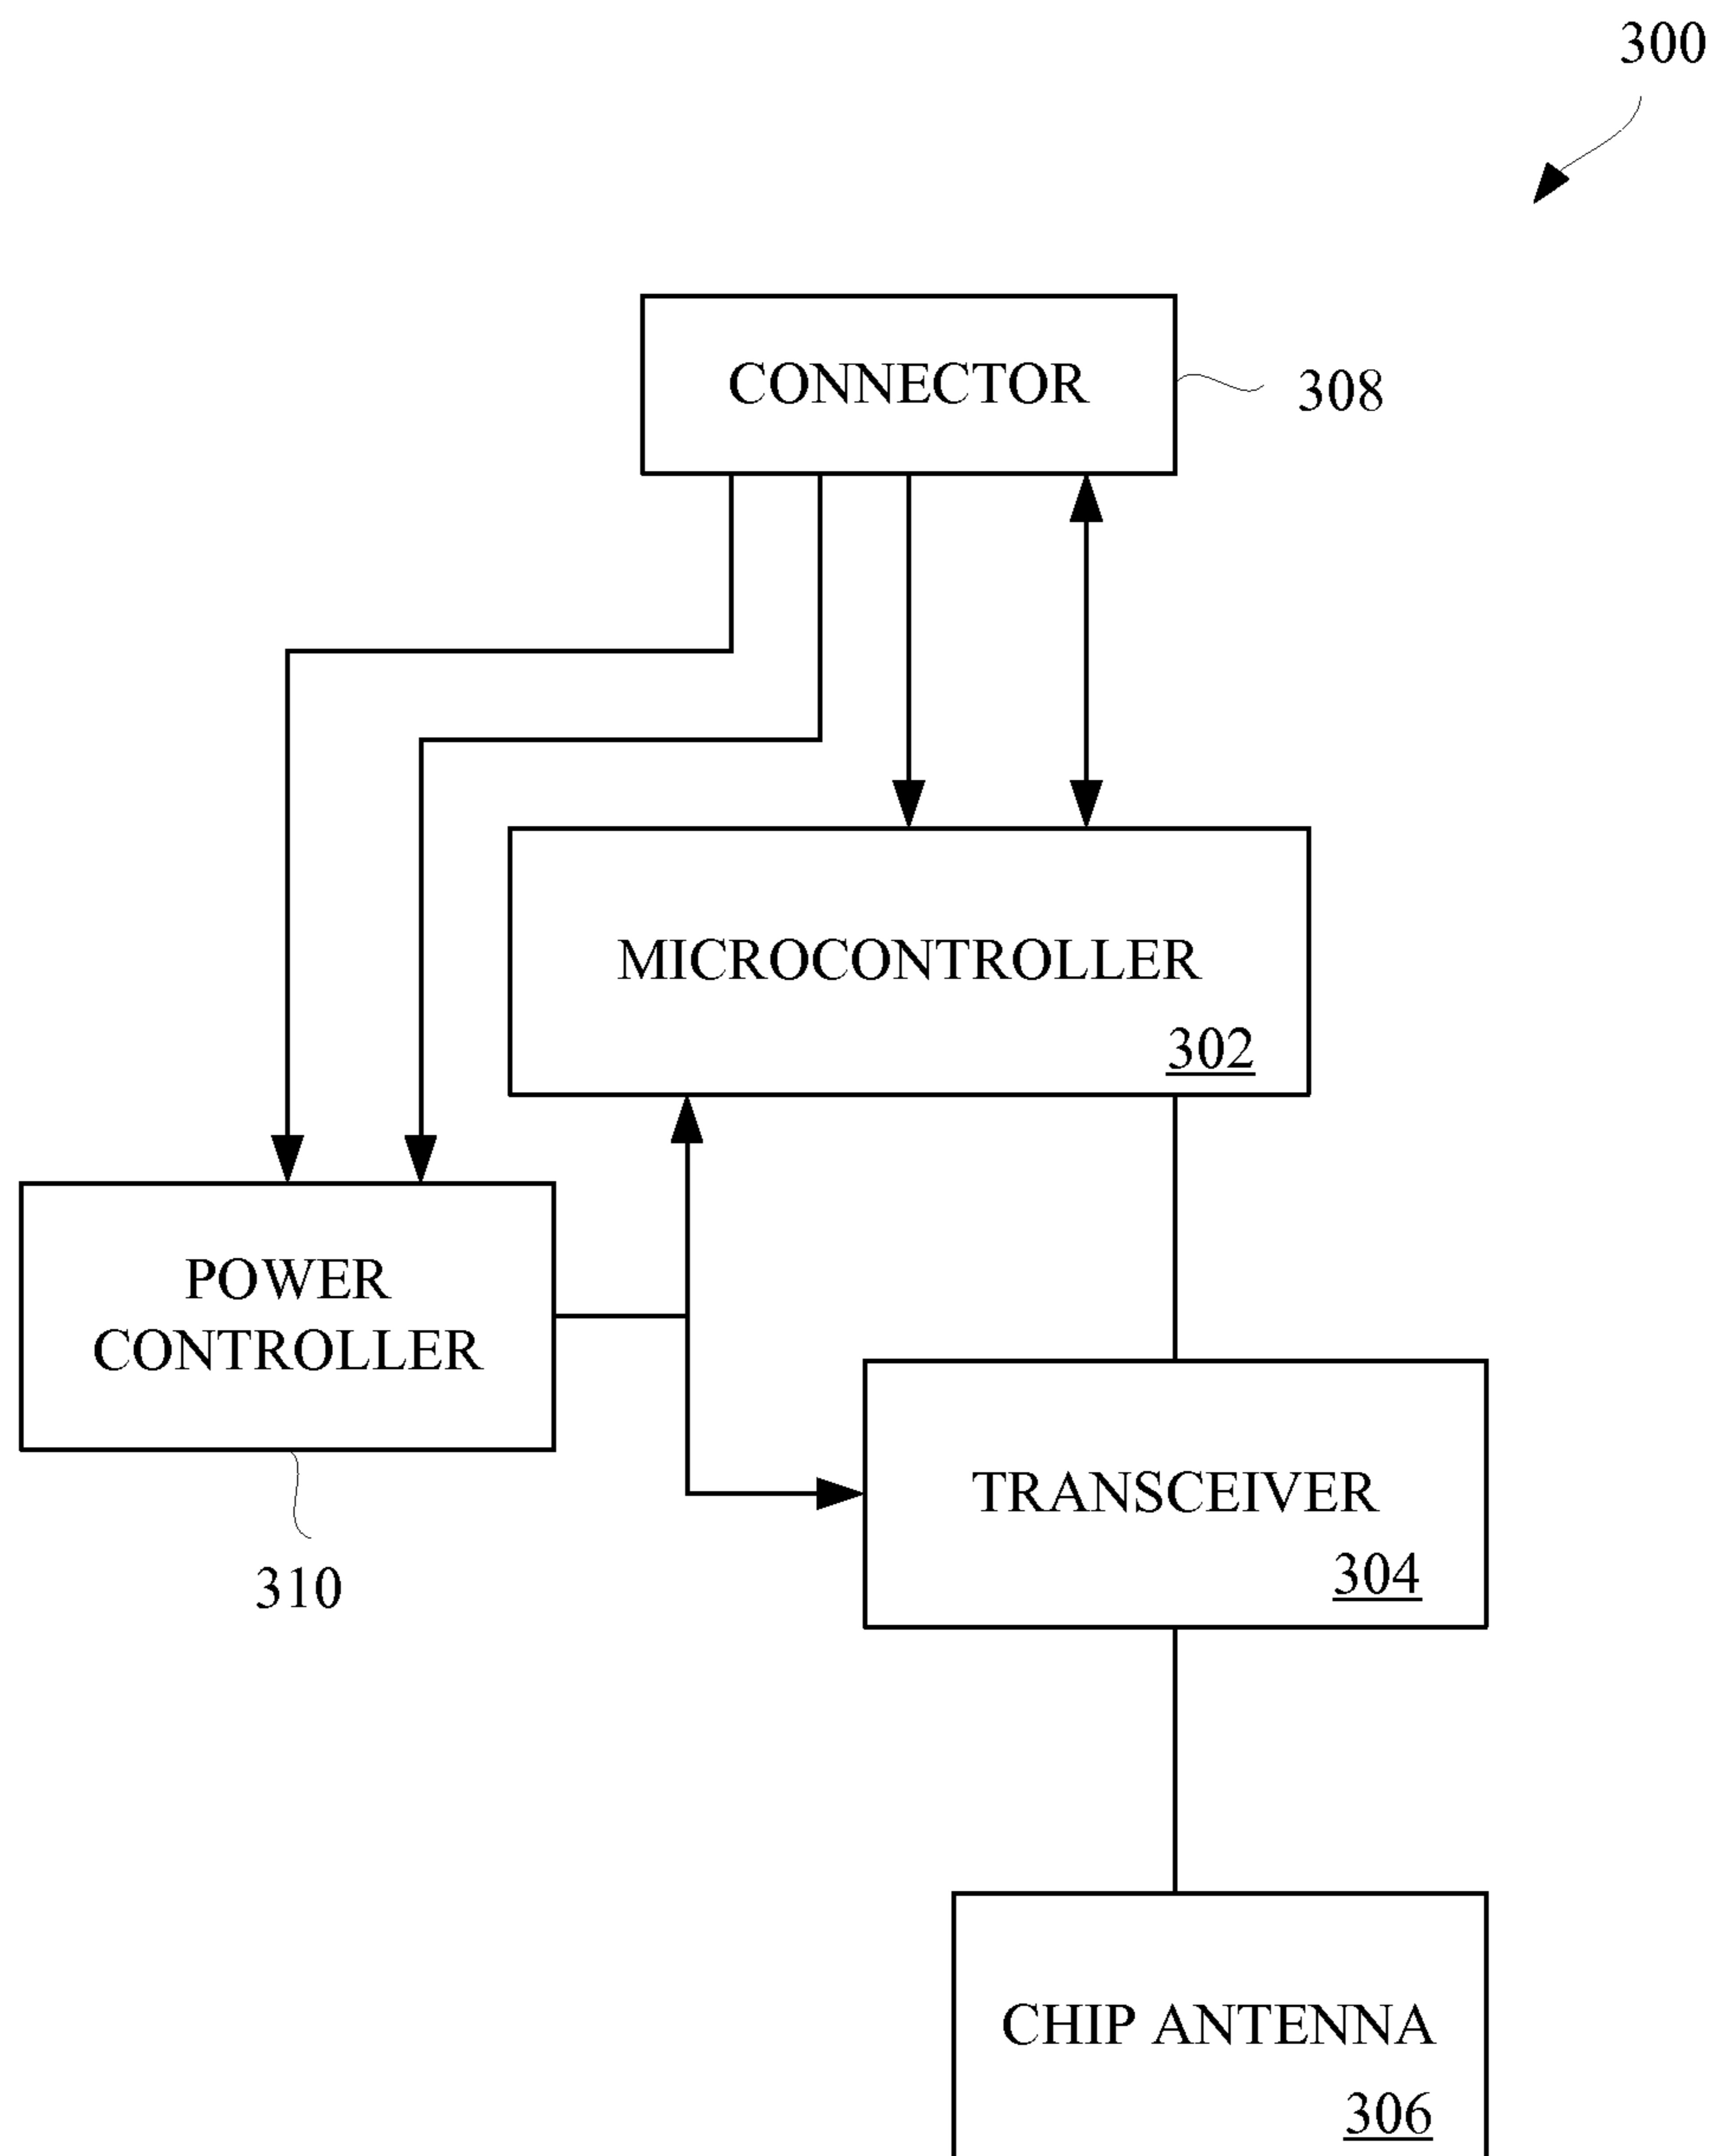 300
CONNECTOR
308
MICROCONTROLLER
302
POWER
CONTROLLER
310
TRANSCEIVER
304
CHIP ANTENNA
306